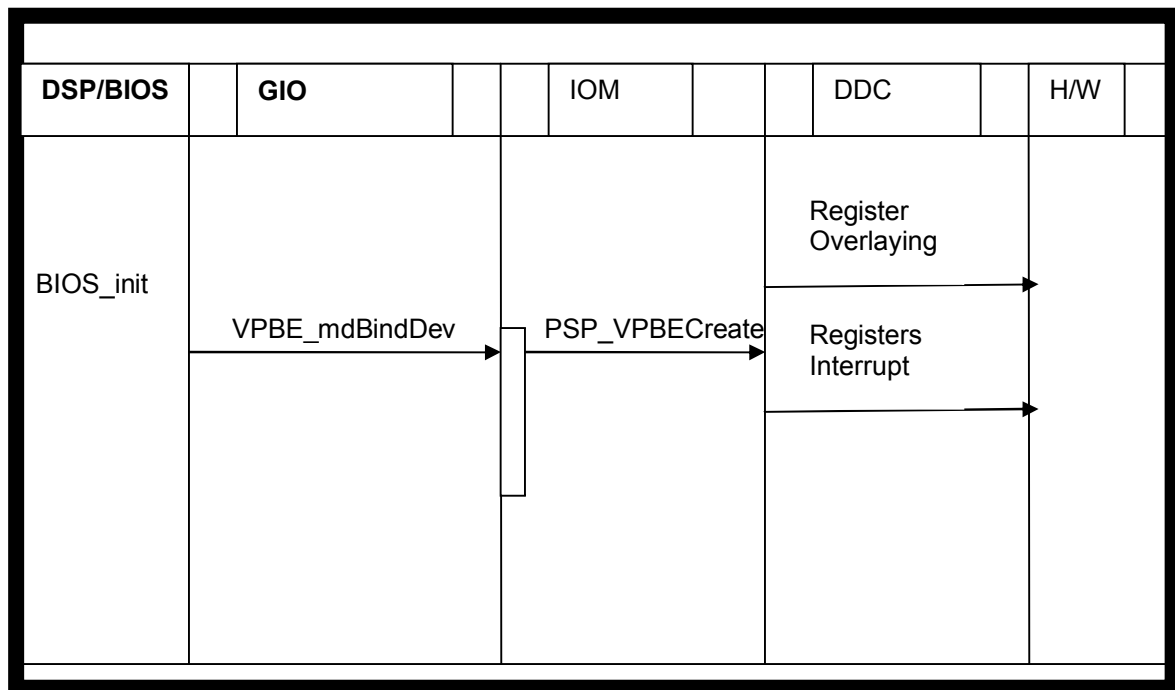 DSP/BIOS GIO IOM DDC H/W
Register
Overlaying
BIOS_init
VPBE_mdBindDev PSP_VPBECreate
Registers
Interrupt